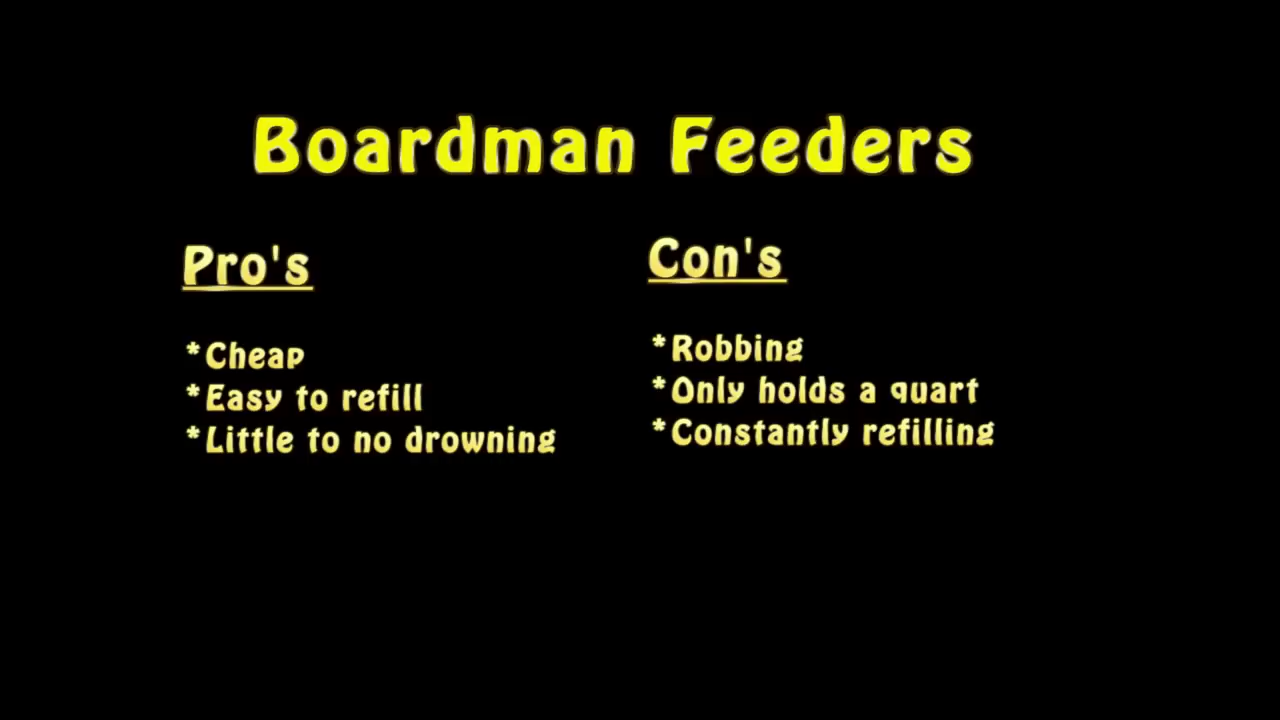 Boardman Feeders
Pro's
*Cheap
*Easy to refill
*Little to no drowning
Con's
*Robbing
*Only holds a quart
*Constantly refilling